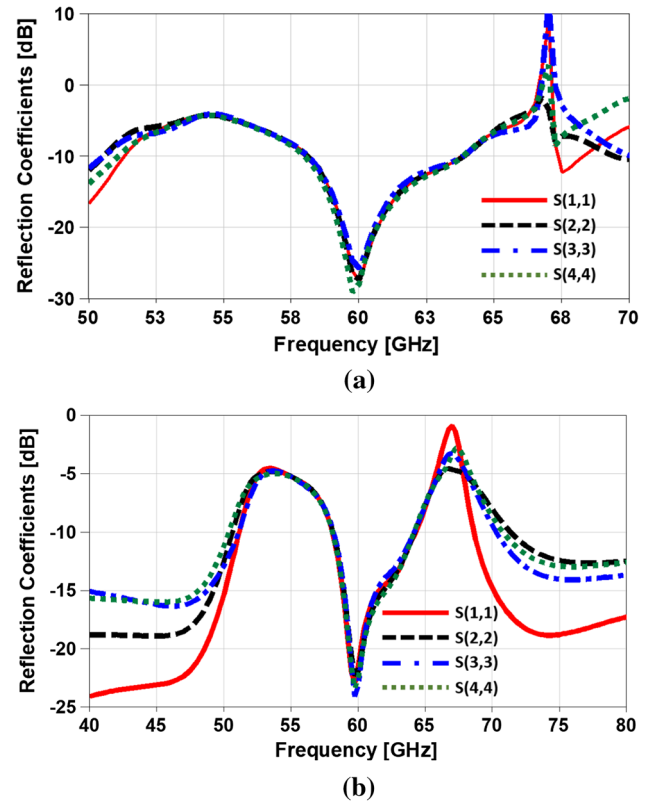 Reflection Coefficients [dB]
10
0
-10
-20
-30
S(1,1)
S(2,2)
S(3,3)
S(4,4)
50 53 55 58 60 63 65 68 70
Frequency [GHz]
(a)
Reflection Coefficients [dB]
0
-5
-10
-15
-20
-25
S(1,1)
S(2,2)
S(3,3)
S(4,4)
40 45 50 55 60 65 70 75 80
Frequency [GHz]
(b)